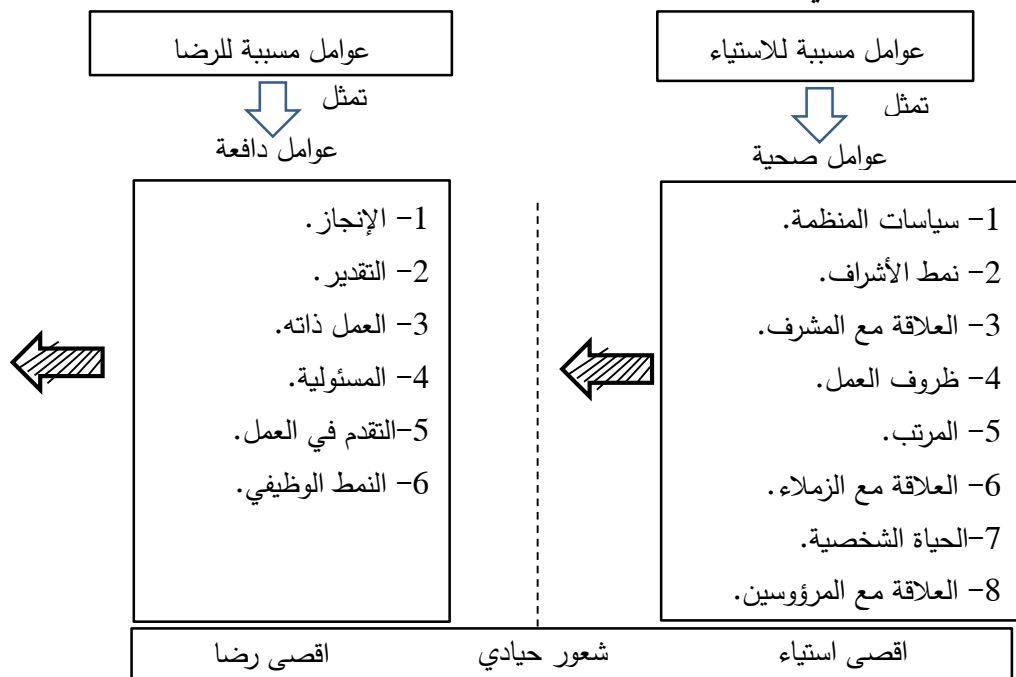 عوامل مسببة للاستياء
تمثل
عوامل صحية
1- سياسات المنظمة.
2- نمط الأشراف.
3- العلاقة مع المشرف.
4- ظروف العمل.
5- المرتب.
6- العلاقة مع الزملاء.
7-الحياة الشخصية.
8- العلاقة مع المرؤوسين.
عوامل مسببة للرضا
تمثل
عوامل دافعة
1- الإنجاز.
2- التقدير.
3- العمل ذاته.
4- المسئولية.
5-التقدم في العمل.
6- النمط الوظيفي.
اقصى استياء شعور حيادي اقصى رضا